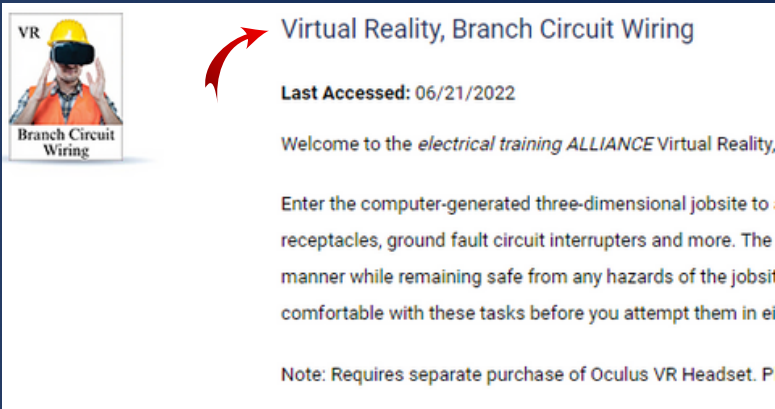 VR
Branch Circuit
Wiring
Virtual Reality, Branch Circuit Wiring
Last Accessed: 06/21/2022
Welcome to the electrical training ALLIANCE Virtual Reality,
Enter the computer-generated three-dimensional jobsite to
receptacles, ground fault circuit interrupters and more. The
manner while remaining safe from any hazards of the
comfortable with these tasks before you attempt them in
Note: Requires separate purchase of Oculus VR Headset.